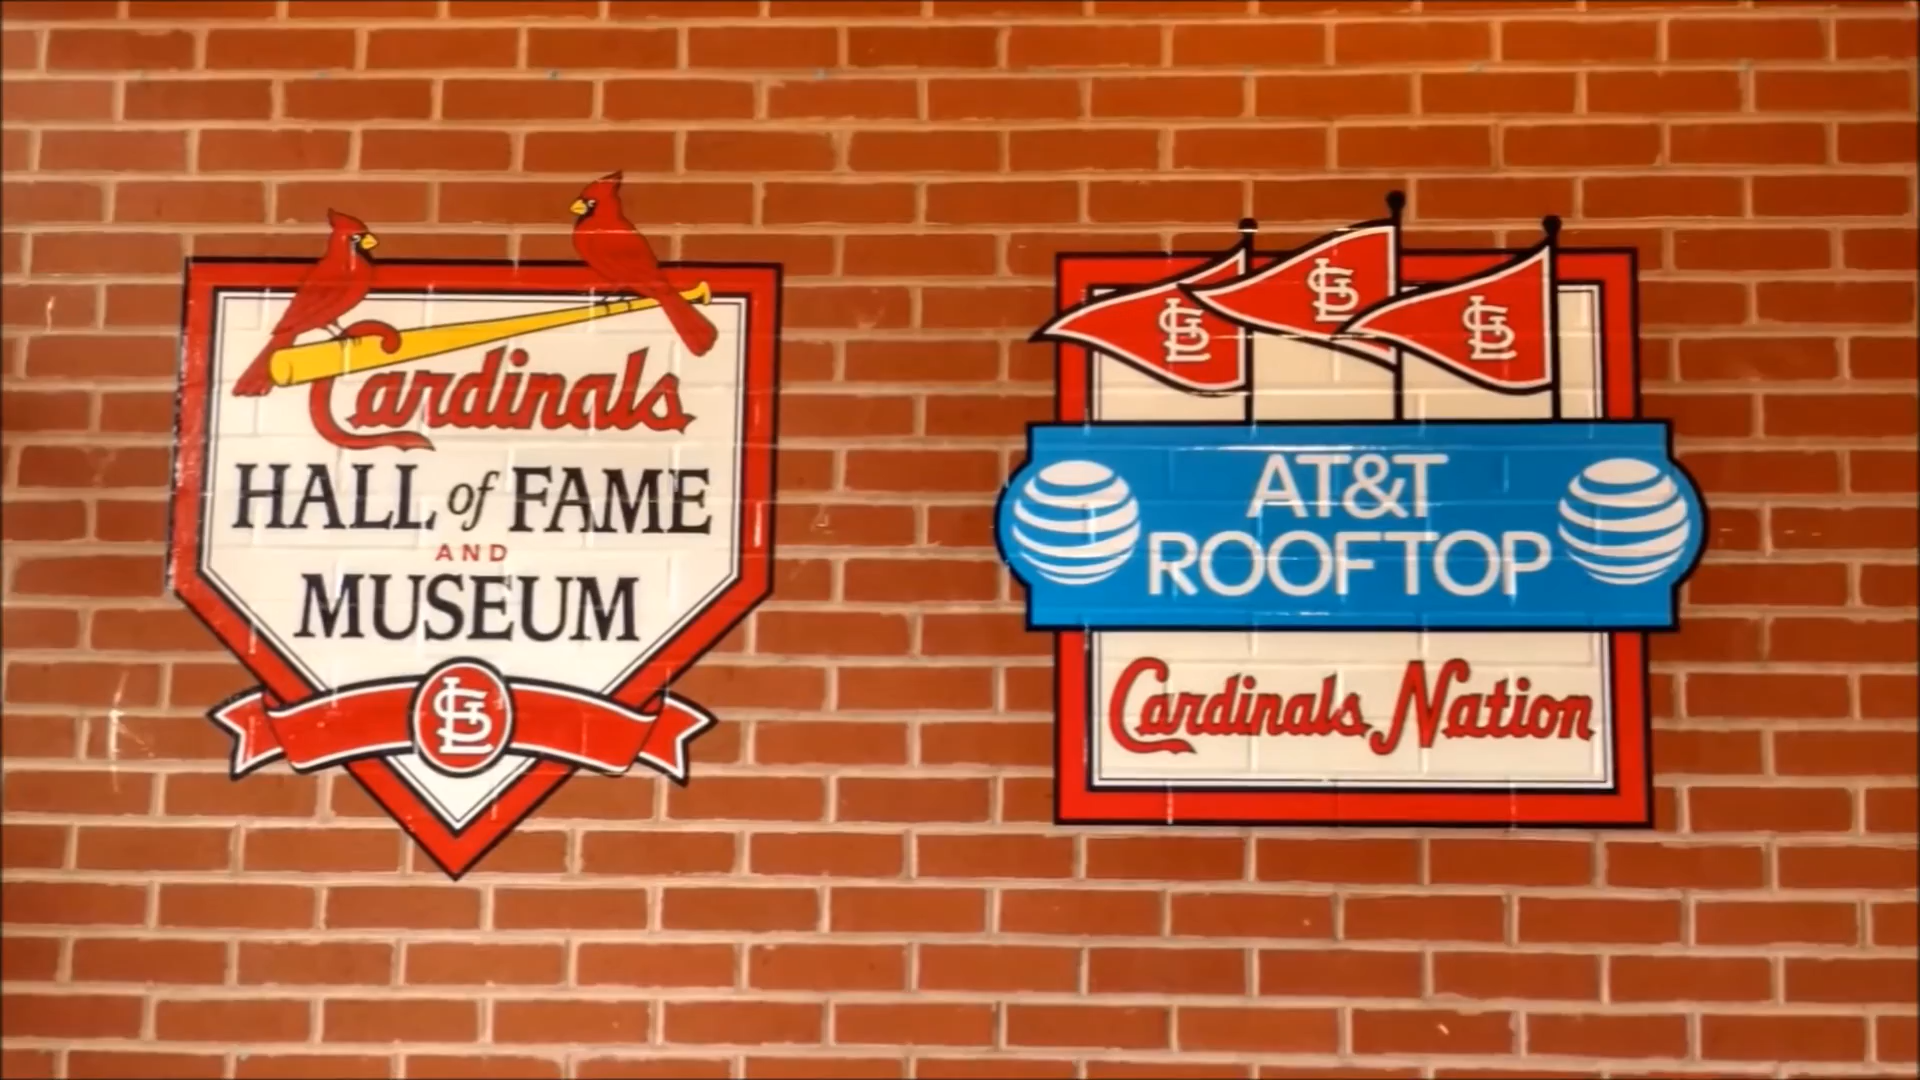 Cardinals
HALL of FAME
AND
MUSEUM
STL
STL
STL
STL
AT&T
ROOFTOP
Cardinals Nation